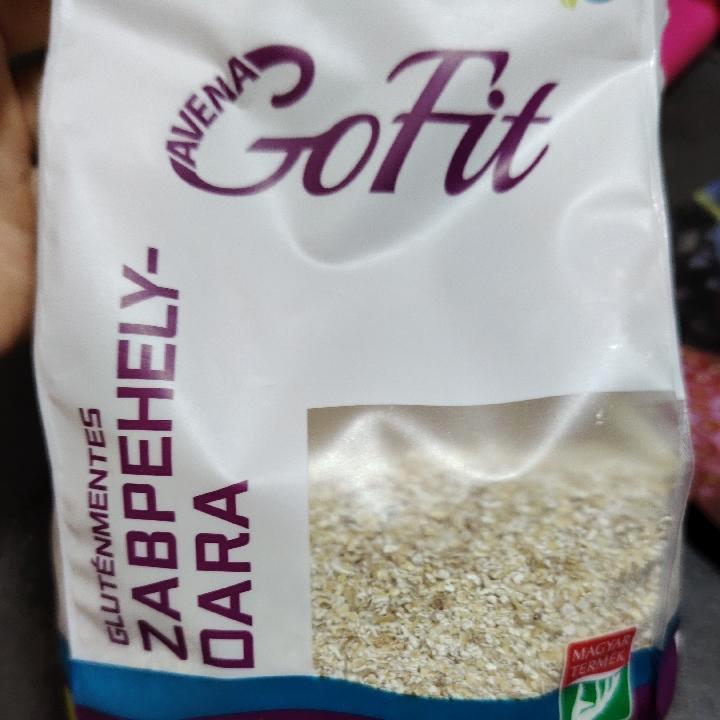 AVENA
GoFit
GLUTÉNMENTES
ZABPEHELY-
DARA
MAGYAR
TERMÉK